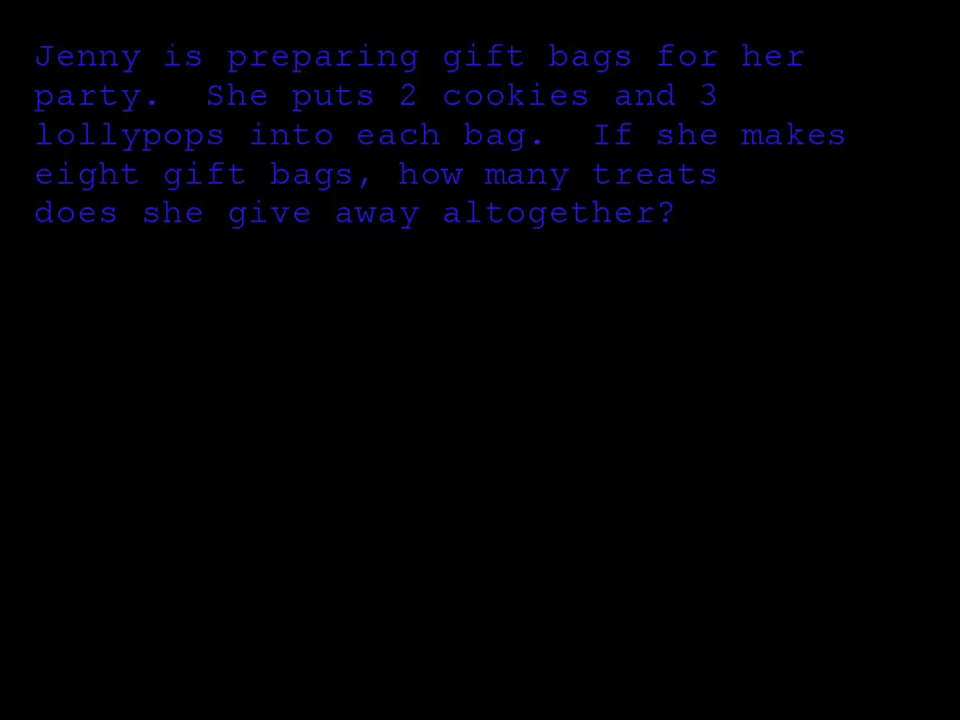 Jenny is preparing gift bags for her
party.  She puts 2 cookies and 3
lollypops into each bag.  If she makes
eight gift bags, how many treats
does she give away altogether?